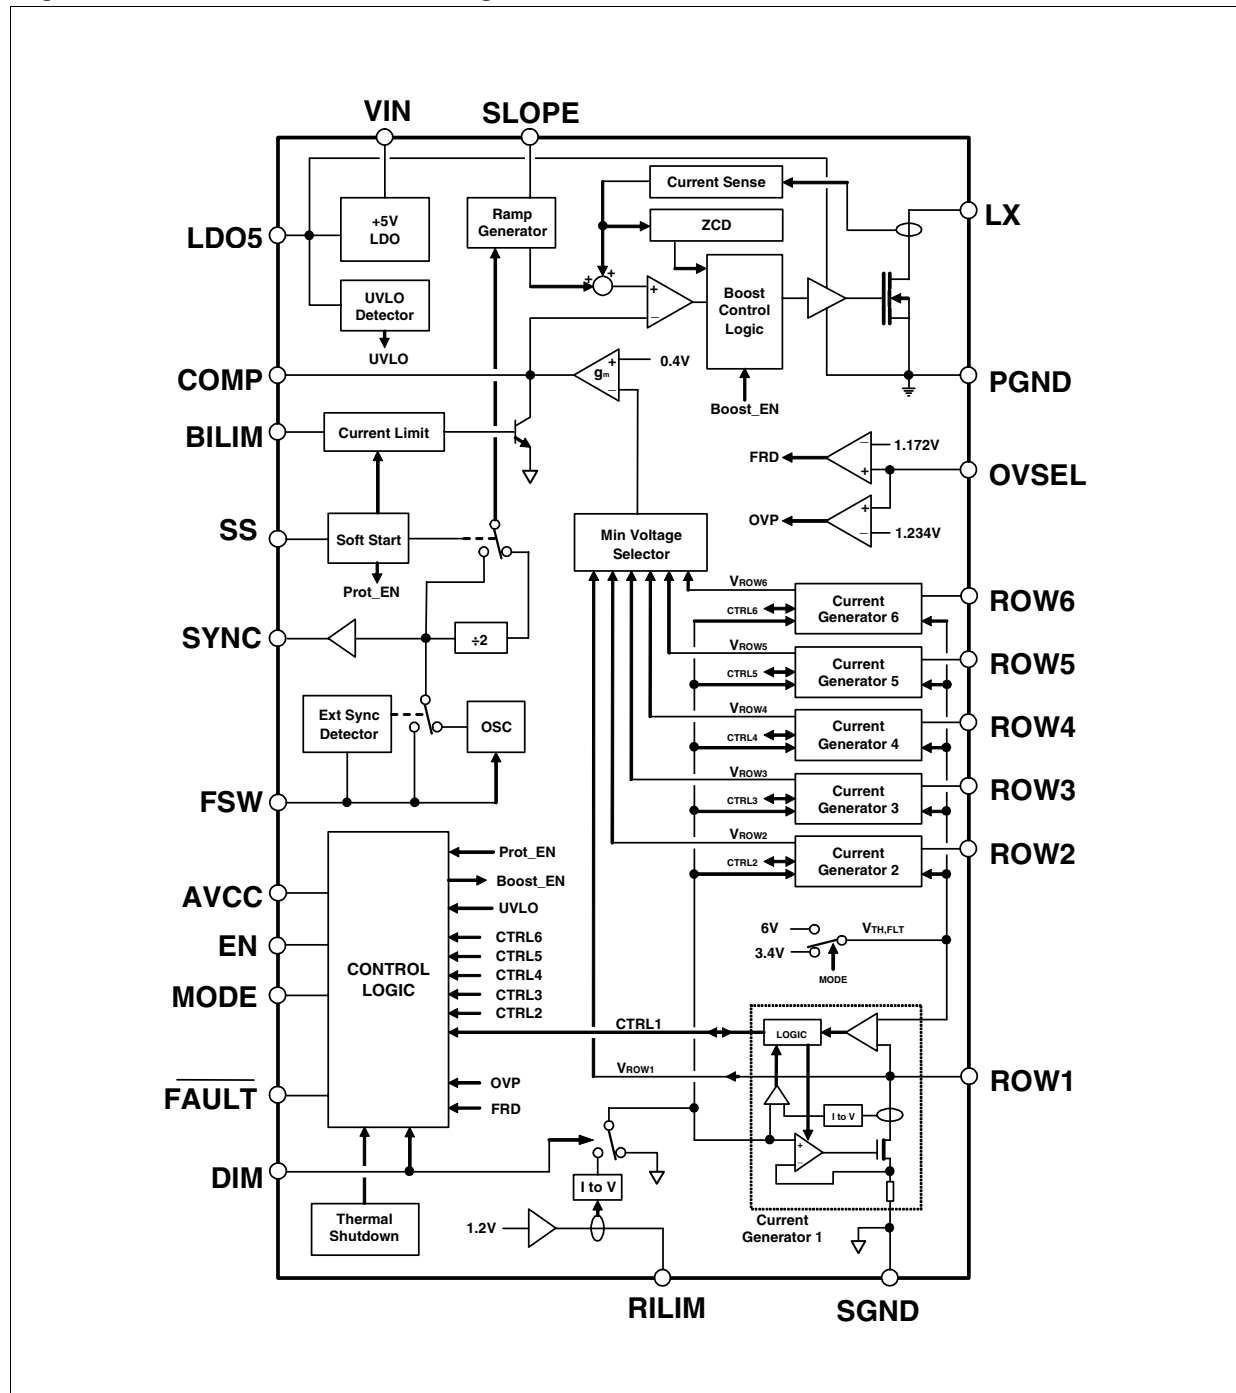 VIN
SLOPE
LDO5
+5V
LDO
Ramp
Generator
Current Sense
ZCD
LX
UVLO
Detector
UVLO
+
+
+
−
Boost
Control
Logic
COMP
gm
+
−
0.4V
Boost_EN
PGND
BILIM
Current Limit
FRD
−
+
1.172V
OVSEL
SS
Soft Start
Prot_EN
Min Voltage
Selector
OVP
+
−
1.234V
SYNC
÷2
VROW6
CTRL6
Current
Generator 6
ROW6
VROW5
CTRL5
Current
Generator 5
ROW5
Ext Sync
Detector
OSC
VROW4
CTRL4
Current
Generator 4
ROW4
FSW
VROW3
CTRL3
Current
Generator 3
ROW3
VROW2
CTRL2
Current
Generator 2
ROW2
AVCC
EN
MODE
FAULT
DIM
CONTROL
LOGIC
Prot_EN
Boost_EN
UVLO
CTRL6
CTRL5
CTRL4
CTRL3
CTRL2
CTRL1
VROW1
OVP
FRD
6V
3.4V
VTH,FLT
MODE
LOGIC
ROW1
I to V
+
−
I to V
Thermal
Shutdown
1.2V
Current
Generator 1
RILIM
SGND